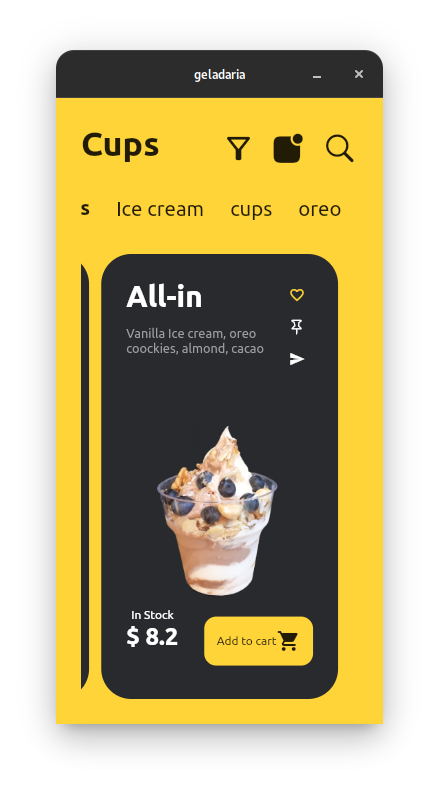 geladaria
Cups
s Ice cream cups oreo
All-in
Vanilla Ice cream, oreo
coockies, almond, cacao
In Stock
$ 8.2
Add to cart